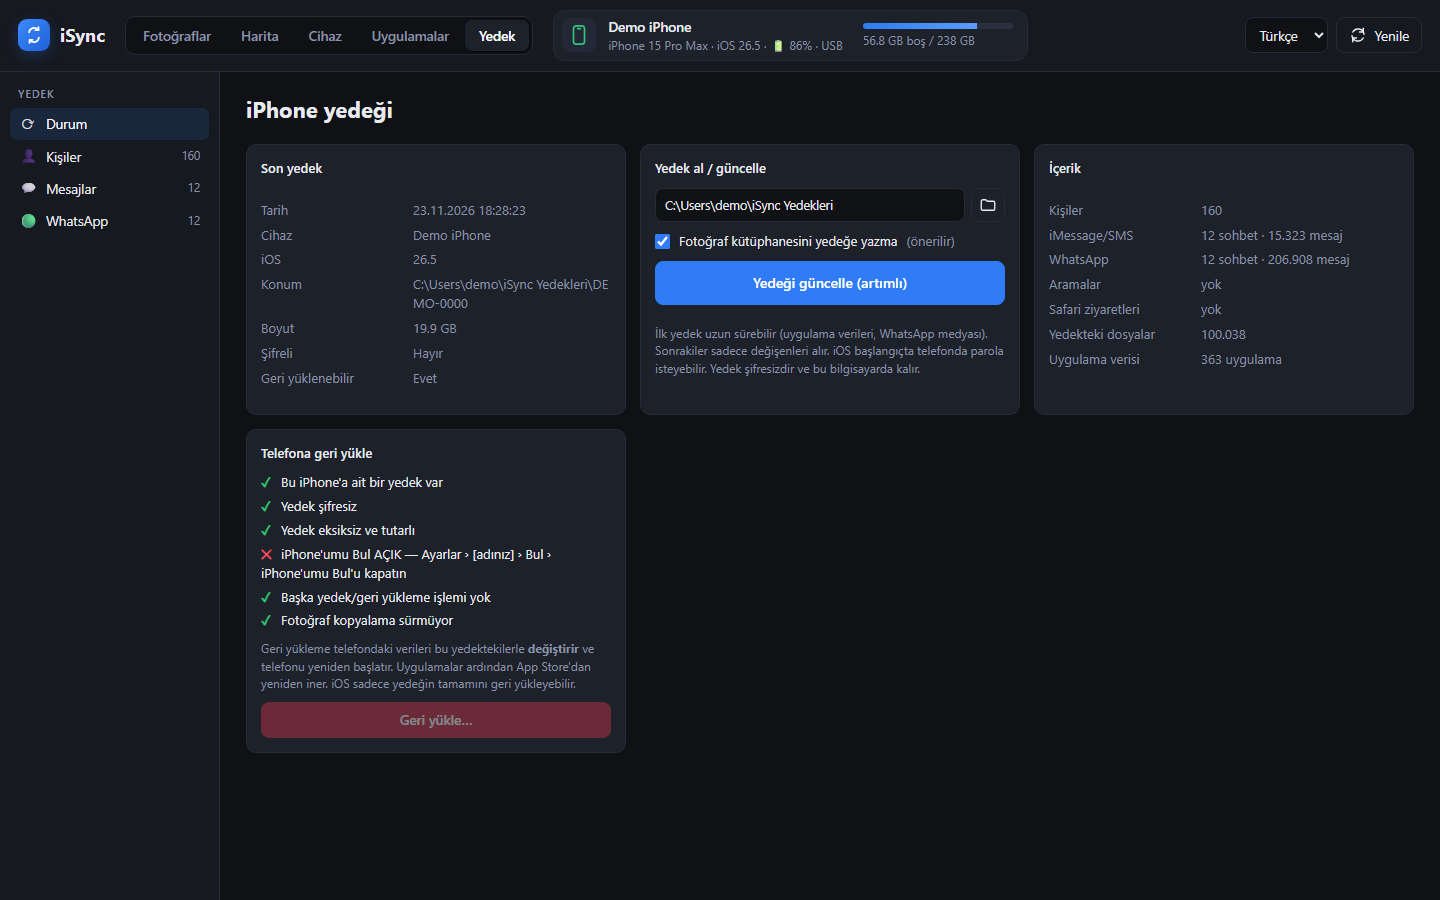 iSync
Fotoğraflar
Harita
Cihaz
Uygulamalar
Yedek
Demo iPhone
iPhone 15 Pro Max · iOS 26.5 · 86% · USB
56.8 GB boş / 238 GB
Türkçe
Yenile
YEDEK
Durum
Kişiler 160
Mesajlar 12
WhatsApp 12
iPhone yedeği
Son yedek
Tarih 23.11.2026 18:28:23
Cihaz Demo iPhone
iOS 26.5
Konum C:\Users\demo\iSync Yedekleri\DE
MO-0000
Boyut 19.9 GB
Şifreli Hayır
Geri yüklenebilir Evet
Yedek al / güncelle
C:\Users\demo\iSync Yedekleri
Fotoğraf kütüphanesini yedeğe yazma (önerilir)
Yedeği güncelle (artımlı)
İlk yedek uzun sürebilir (uygulama verileri, WhatsApp medyası).
Sonrakiler sadece değişenleri alır. iOS başlangıçta telefonda parola
isteyebilir. Yedek şifresizdir ve bu bilgisayarda kalır.
İçerik
Kişiler 160
iMessage/SMS 12 sohbet · 15.323 mesaj
WhatsApp 12 sohbet · 206.908 mesaj
Aramalar yok
Safari ziyaretleri yok
Yedekteki dosyalar 100.038
Uygulama verisi 363 uygulama
Telefona geri yükle
Bu iPhone'a ait bir yedek var
Yedek şifresiz
Yedek eksiksiz ve tutarlı
iPhone'umu Bul AÇIK — Ayarlar › [adınız] › Bul ›
iPhone'umu Bul'u kapatın
Başka yedek/geri yükleme işlemi yok
Fotoğraf kopyalama sürmüyor
Geri yükleme telefondaki verileri bu yedektekilerle değiştirir ve
telefonu yeniden başlatır. Uygulamalar ardından App Store'dan
yeniden iner. iOS sadece yedeğin tamamını geri yükleyebilir.
Geri yükle...